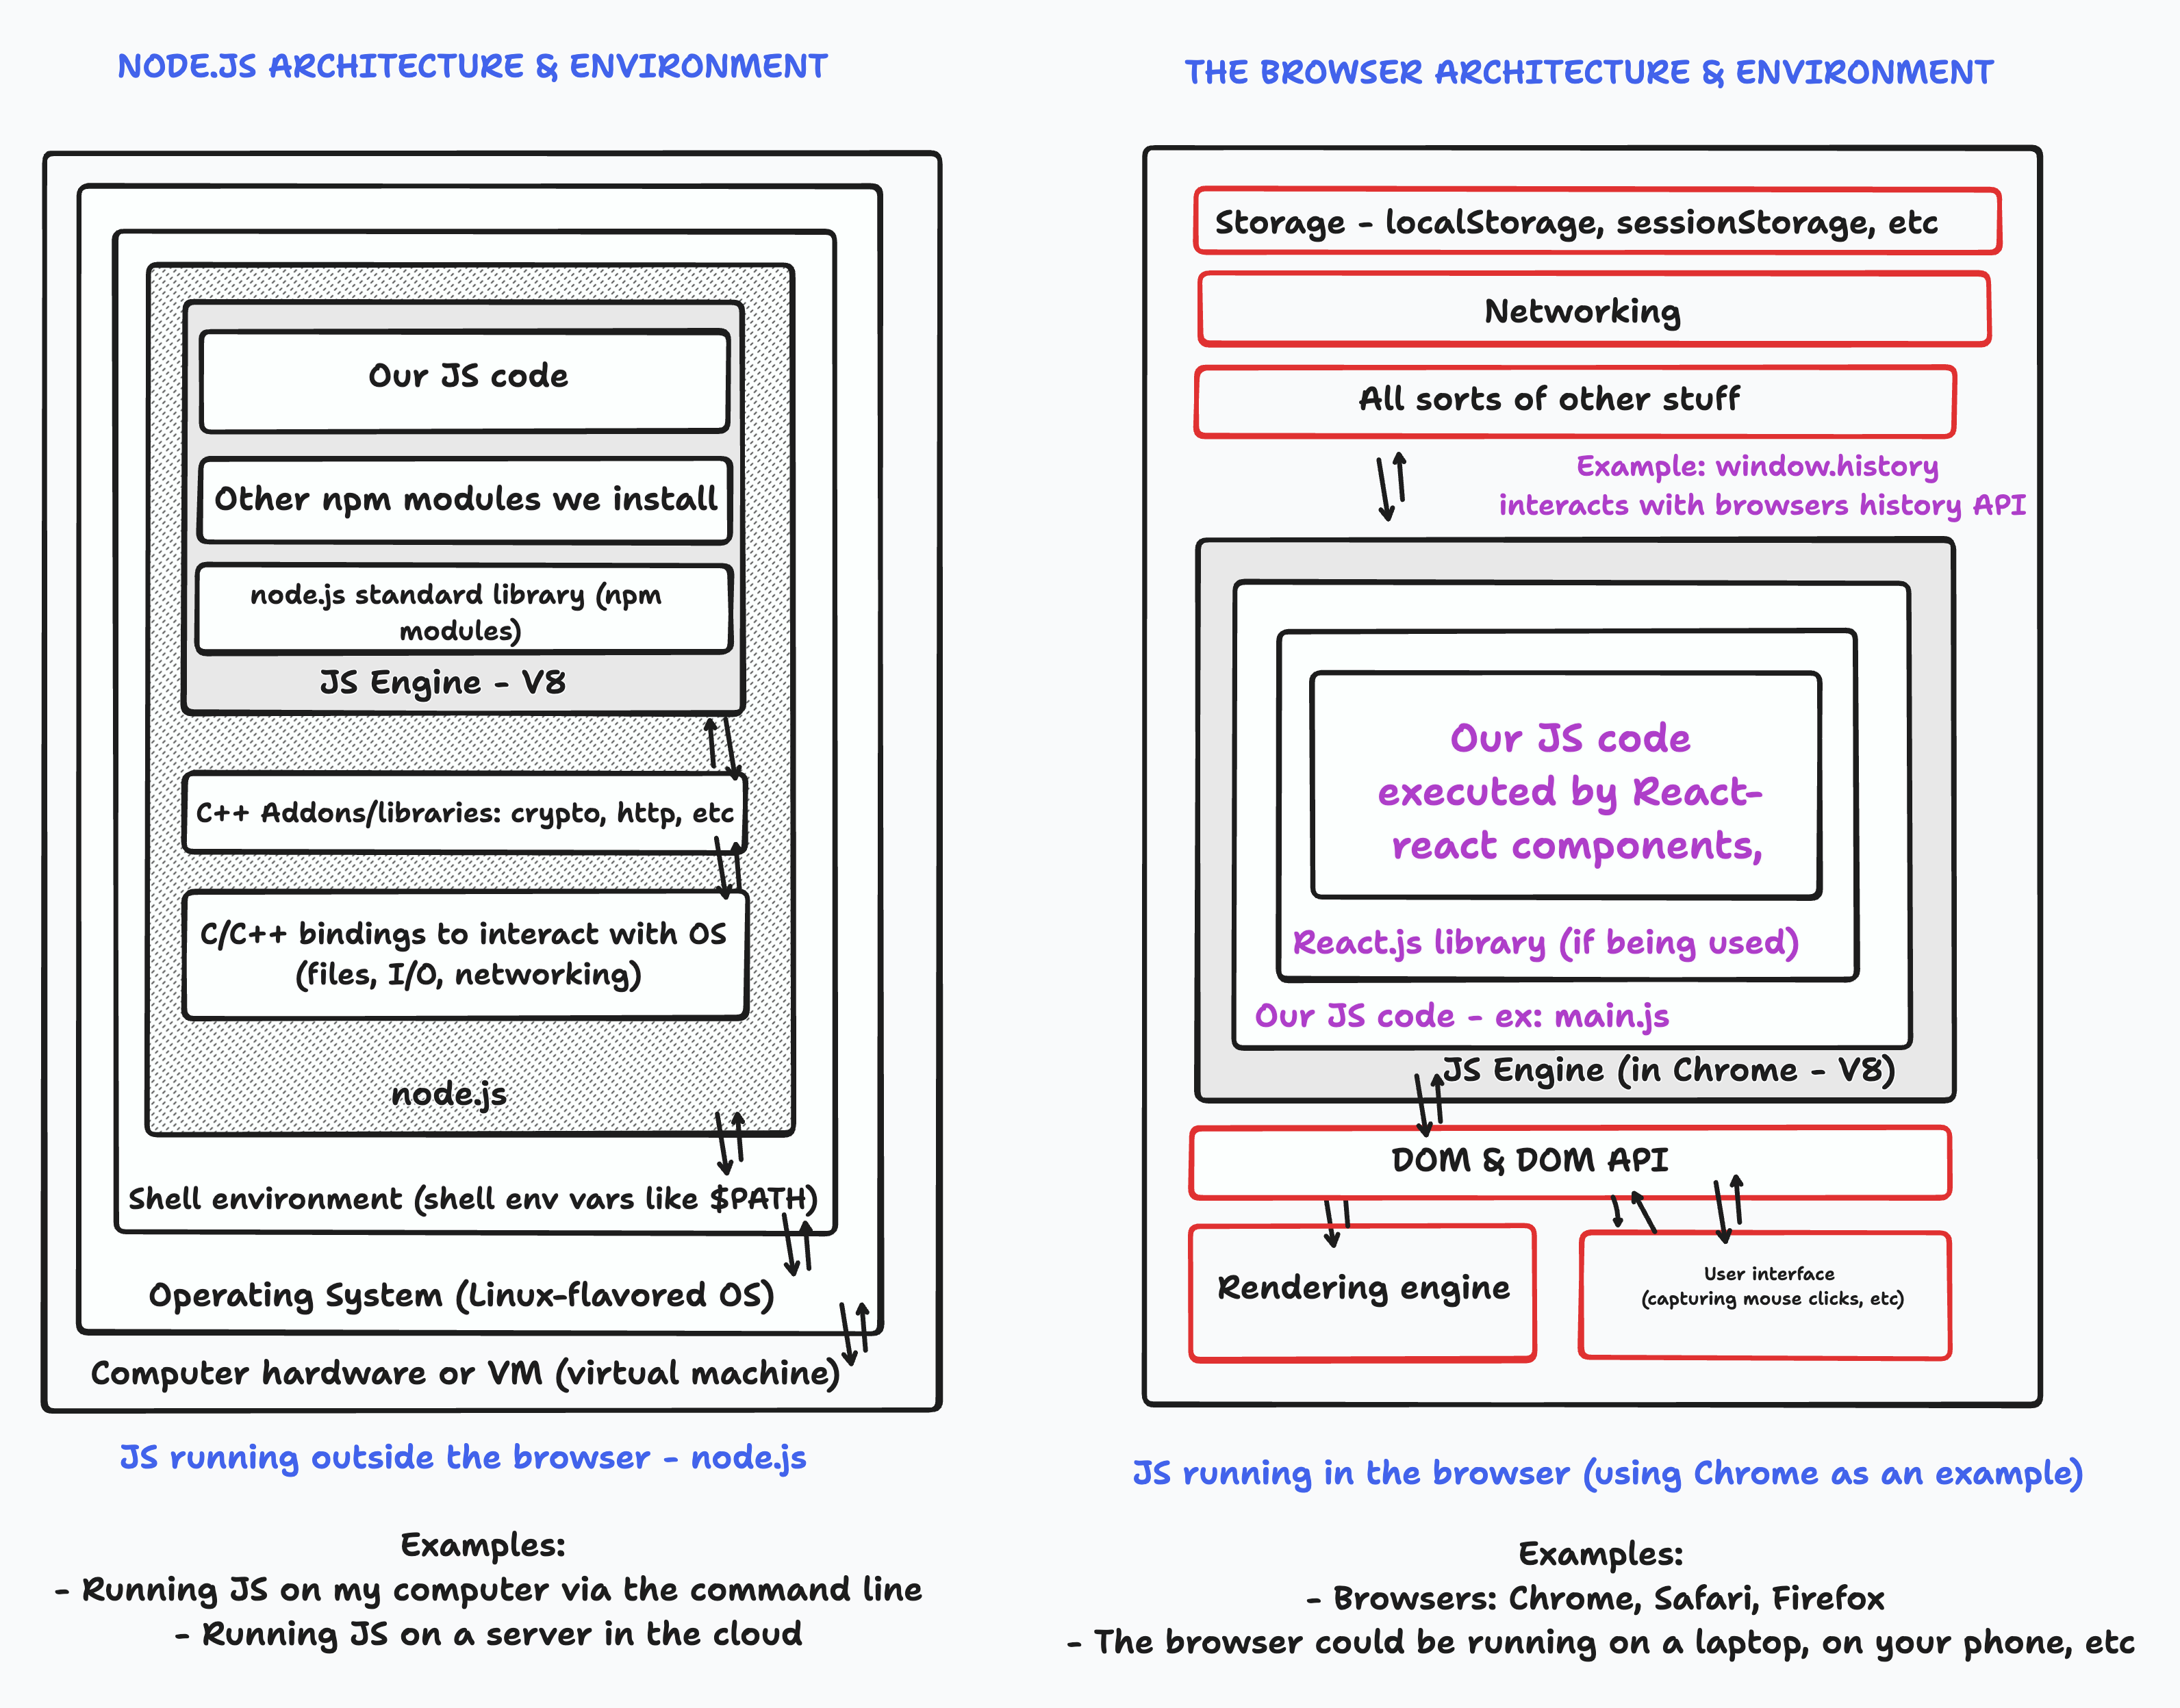 NODE.JS ARCHITECTURE & ENVIRONMENT
Our JS code
Other npm modules we install
node.js standard library (npm
modules)
JS Engine - V8
C++ Addons/libraries: crypto, http, etc
C/C++ bindings to interact with OS
(files, I/O, networking)
node.js
Shell environment (shell env vars like $PATH)
Operating System (Linux-flavored OS)
Computer hardware or VM (virtual machine)
JS running outside the browser - node.js
Examples:
- Running JS on my computer via the command line
- Running JS on a server in the cloud
THE BROWSER ARCHITECTURE & ENVIRONMENT
Storage - localStorage, sessionStorage, etc
Networking
All sorts of other stuff
Example: window.history
interacts with browsers history API
Our JS code
executed by React-
react components,
React.js library (if being used)
Our JS code - ex: main.js
JS Engine (in Chrome - V8)
DOM & DOM API
Rendering engine
User interface
(capturing mouse clicks, etc)
JS running in the browser (using Chrome as an example)
Examples:
- Browsers: Chrome, Safari, Firefox
- The browser could be running on a laptop, on your phone, etc